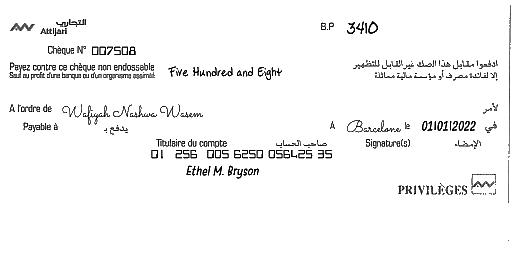 التجاري
Attijari
B.P 3410
Chèque N° 007508
Payez contre ce chèque non endossable
Sauf au profit d'une banque ou d'un organisme assimilé
Five Hundred and Eight
ادفعوا مقابل هذا الصك غير القابل للتظهير
إلا لفائدة مصرف أو مؤسسة مالية مماثلة
A l'ordre de Wafiyah Nashwa Wasem لأمر
Payable à يدفع بـ A Barcelone le 01/01/2022 في
Titulaire du compte صاحب الحساب Signature(s) الإمضاء
01 256 005 6250 056425 35
Ethel M. Bryson
PRIVILÈGES